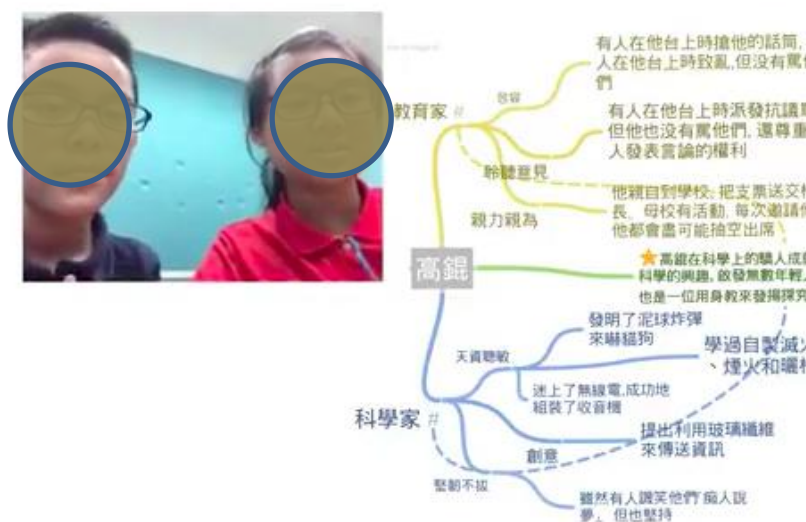 有人在他台上時搶他的話筒,
人在他台上時致亂,但没有罵他
們
包容
教育家 #
有人在他台上時派發抗議
但他也没有罵他們, 還尊重
人發表言論的權利
聆聽意見
他親自到學校, 把支票送交校
長, 母校有活動, 每次邀請他
他都會盡可能抽空出席
親力親為
高錕
高錕在科學上的驕人成就
科學的興趣, 啟發無數年輕人
也是一位用身教來發揚探究
發明了泥球炸彈
來嚇貓狗
天資聰敏
學過自製滅火
、煙火和曬相
迷上了無線電,成功地
組裝了收音機
科學家 #
提出利用玻璃纖維
來傳送資訊
創意
堅韌不拔
雖然有人譏笑他們"痴人說
夢", 但也堅持